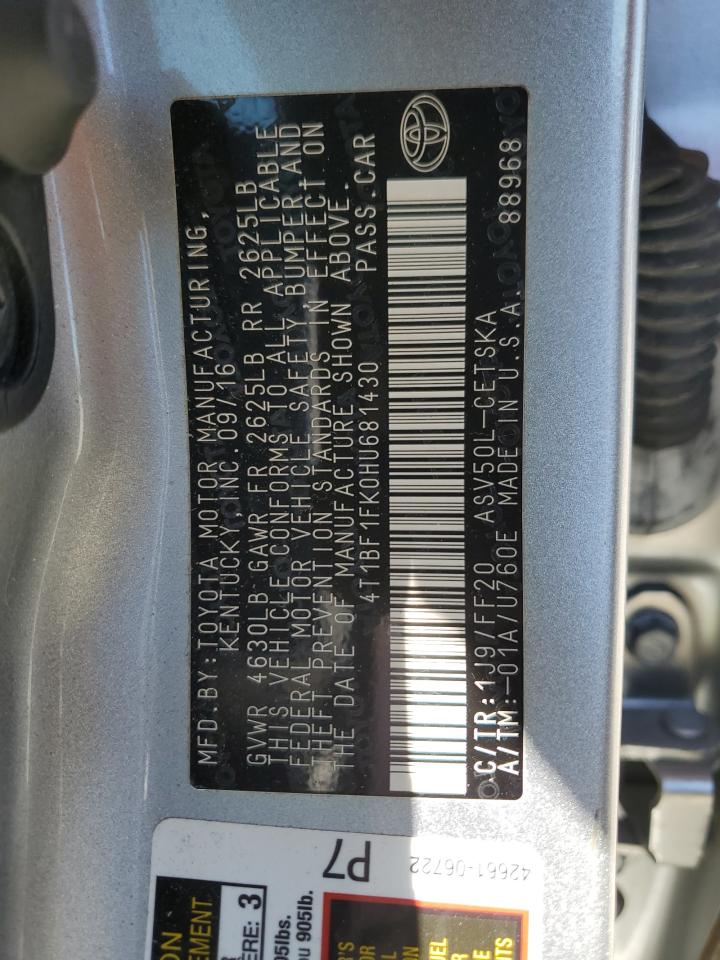 MFD. BY: TOYOTA MOTOR MANUFACTURING,
KENTUCKY INC. 09/16
GVWR 4630LB GAWR FR 2625LB RR 2625LB
THIS VEHICLE CONFORMS TO ALL APPLICABLE
FEDERAL MOTOR VEHICLE SAFETY, BUMPER, AND
THEFT PREVENTION STANDARDS IN EFFECT ON
THE DATE OF MANUFACTURE SHOWN ABOVE.
4T1BF1FK0HU681430 PASS. CAR
C/TR: 1J9/FF20 ASV50L-CETSKA
A/TM: -01A/U760E MADE IN U.S.A. 88968
P7
42661-06722
3
905lb.